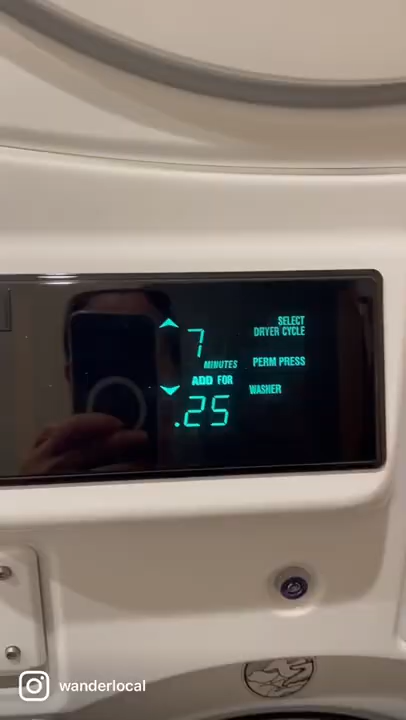 7
MINUTES
ADD FOR
.25
SELECT
DRYER CYCLE
PERM PRESS
WASHER
wanderlocal